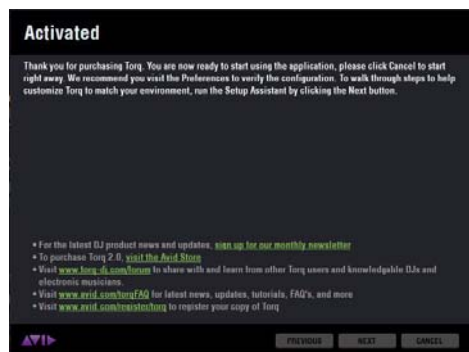 Activated
Thank you for purchasing Torq. You are now ready to start using the application, please click Cancel to start
right away. We recommend you visit the Preferences to verify the configuration. To walk through steps to help
customize Torq to match your environment, run the Setup Assistant by clicking the Next button.
• For the latest DJ product news and updates, sign up for our monthly newsletter
• To purchase Torq 2.0, visit the Avid Store
• Visit www.torq-dj.com/forum to share with and learn from other Torq users and knowledgable DJs and
electronic musicians.
• Visit www.avid.com/torqFAQ for latest news, updates, tutorials, FAQ's, and more
• Visit www.avid.com/register/torq to register your copy of Torq
AVID
PREVIOUS
NEXT
CANCEL